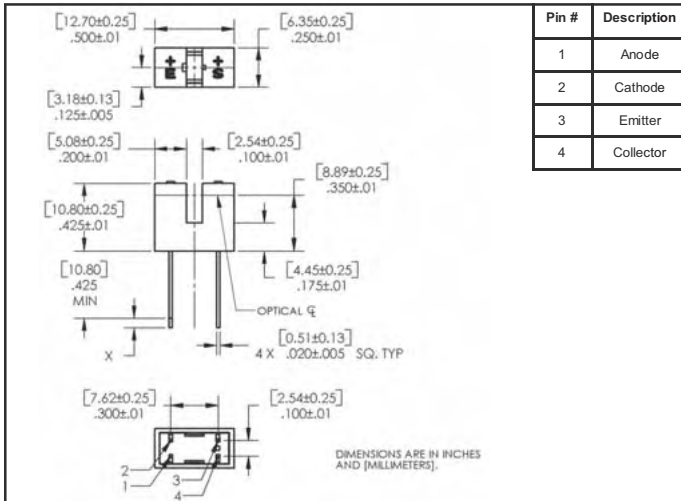 [12.70±0.25]
.500±.01
[6.35±0.25]
.250±.01
+ +
E S
[3.18±0.13]
.125±.005
[5.08±0.25]
.200±.01
[2.54±0.25]
.100±.01
[8.89±0.25]
.350±.01
[10.80±0.25]
.425±.01
[10.80]
.425
MIN
[4.45±0.25]
.175±.01
OPTICAL ℄
X
4 X [0.51±0.13]
.020±.005 SQ. TYP
[7.62±0.25]
.300±.01
[2.54±0.25]
.100±.01
2
1
3
4
DIMENSIONS ARE IN INCHES
AND [MILLIMETERS].
Pin # Description
1 Anode
2 Cathode
3 Emitter
4 Collector